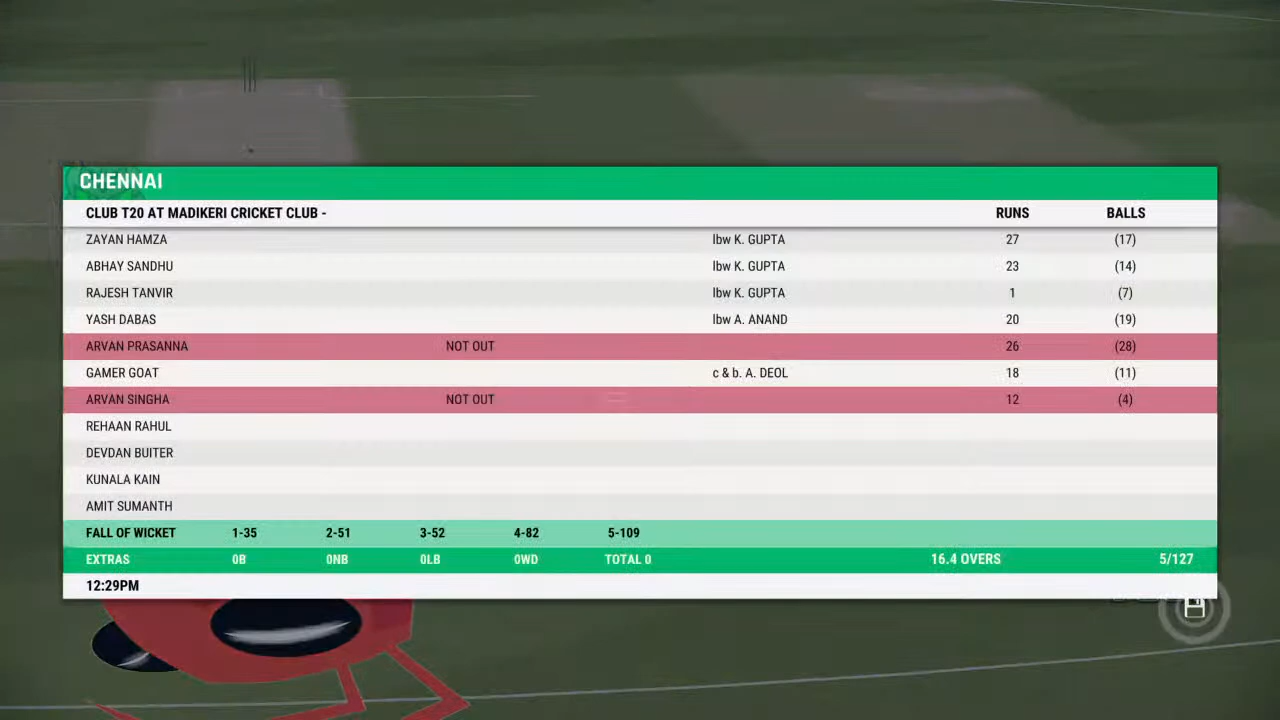 CHENNAI
CLUB T20 AT MADIKERI CRICKET CLUB - RUNS BALLS
ZAYAN HAMZA lbw K. GUPTA 27 (17)
ABHAY SANDHU lbw K. GUPTA 23 (14)
RAJESH TANVIR lbw K. GUPTA 1 (7)
YASH DABAS lbw A. ANAND 20 (19)
ARVAN PRASANNA NOT OUT 26 (28)
GAMER GOAT c & b. A. DEOL 18 (11)
ARVAN SINGHA NOT OUT 12 (4)
REHAAN RAHUL
DEVDAN BUITER
KUNALA KAIN
AMIT SUMANTH
FALL OF WICKET 1-35 2-51 3-52 4-82 5-109
EXTRAS 0B 0NB 0LB 0WD TOTAL 0 16.4 OVERS 5/127
12:29PM